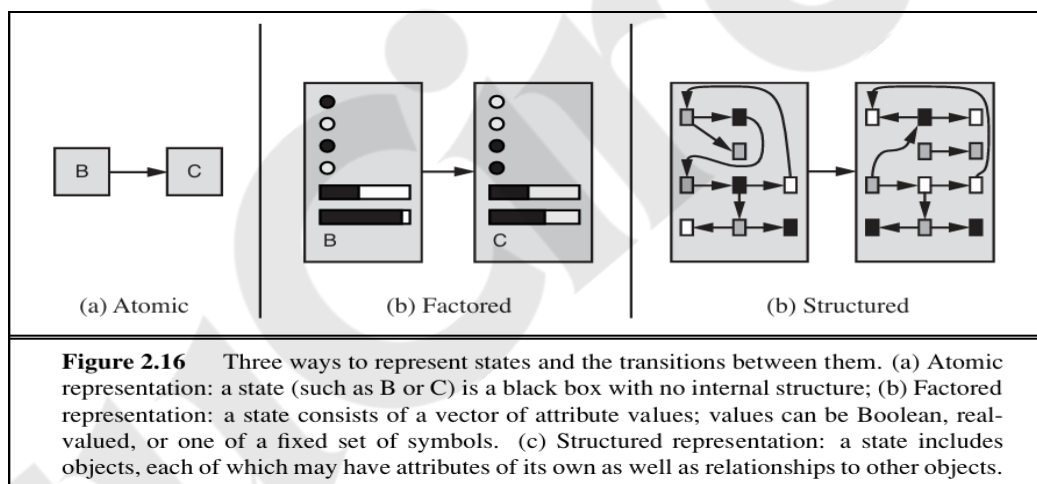 B
C
B
C
(a) Atomic
(b) Factored
(b) Structured
Figure 2.16 Three ways to represent states and the transitions between them. (a) Atomic
representation: a state (such as B or C) is a black box with no internal structure; (b) Factored
representation: a state consists of a vector of attribute values; values can be Boolean, real-
valued, or one of a fixed set of symbols. (c) Structured representation: a state includes
objects, each of which may have attributes of its own as well as relationships to other objects.